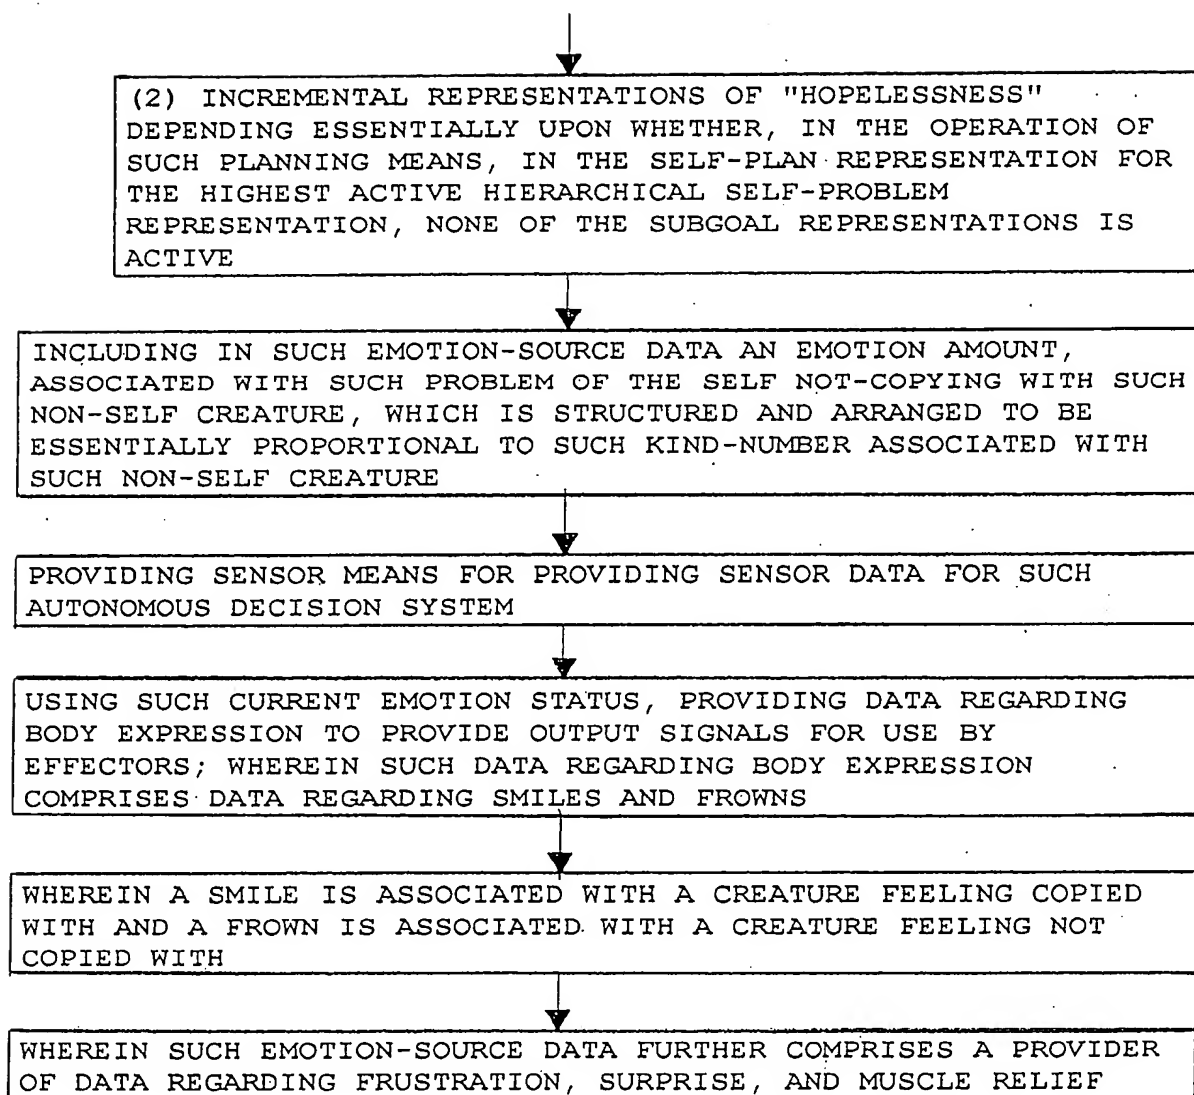 (2) INCREMENTAL REPRESENTATIONS OF "HOPELESSNESS"
DEPENDING ESSENTIALLY UPON WHETHER, IN THE OPERATION OF
SUCH PLANNING MEANS, IN THE SELF-PLAN REPRESENTATION FOR
THE HIGHEST ACTIVE HIERARCHICAL SELF-PROBLEM
REPRESENTATION, NONE OF THE SUBGOAL REPRESENTATIONS IS
ACTIVE
INCLUDING IN SUCH EMOTION-SOURCE DATA AN EMOTION AMOUNT,
ASSOCIATED WITH SUCH PROBLEM OF THE SELF NOT-COPYING WITH SUCH
NON-SELF CREATURE, WHICH IS STRUCTURED AND ARRANGED TO BE
ESSENTIALLY PROPORTIONAL TO SUCH KIND-NUMBER ASSOCIATED WITH
SUCH NON-SELF CREATURE
PROVIDING SENSOR MEANS FOR PROVIDING SENSOR DATA FOR SUCH
AUTONOMOUS DECISION SYSTEM
USING SUCH CURRENT EMOTION STATUS, PROVIDING DATA REGARDING
BODY EXPRESSION TO PROVIDE OUTPUT SIGNALS FOR USE BY
EFFECTORS; WHEREIN SUCH DATA REGARDING BODY EXPRESSION
COMPRISES DATA REGARDING SMILES AND FROWNS
WHEREIN A SMILE IS ASSOCIATED WITH A CREATURE FEELING COPIED
WITH AND A FROWN IS ASSOCIATED WITH A CREATURE FEELING NOT
COPIED WITH
WHEREIN SUCH EMOTION-SOURCE DATA FURTHER COMPRISES A PROVIDER
OF DATA REGARDING FRUSTRATION, SURPRISE, AND MUSCLE RELIEF